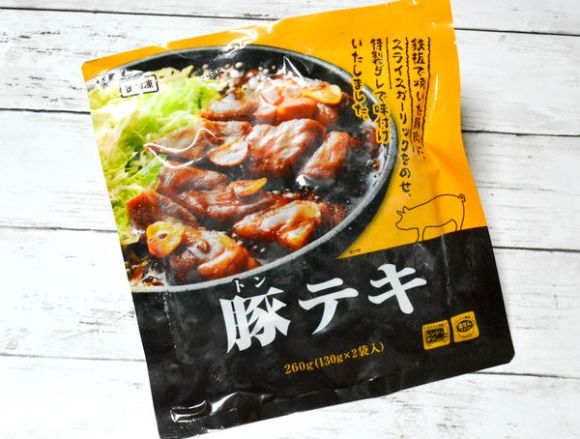 鉄板で焼いた豚肉に、
スライスガーリックをのせ、
特製ダレで味付け
いたしました。
トン
豚テキ
260g(130g×2袋入)